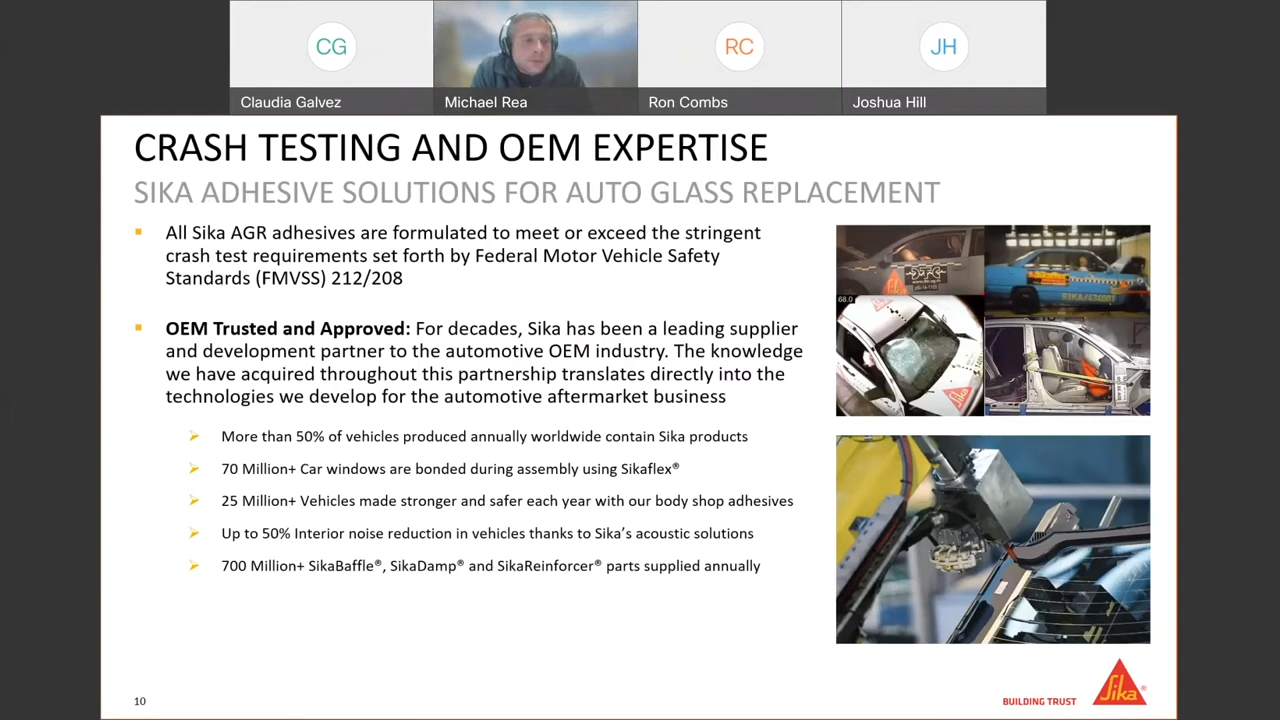 CG
RC
JH
Claudia Galvez
Michael Rea
Ron Combs
Joshua Hill
CRASH TESTING AND OEM EXPERTISE
SIKA ADHESIVE SOLUTIONS FOR AUTO GLASS REPLACEMENT
▪ All Sika AGR adhesives are formulated to meet or exceed the stringent
crash test requirements set forth by Federal Motor Vehicle Safety
Standards (FMVSS) 212/208
▪ OEM Trusted and Approved: For decades, Sika has been a leading supplier
and development partner to the automotive OEM industry. The knowledge
we have acquired throughout this partnership translates directly into the
technologies we develop for the automotive aftermarket business
➢ More than 50% of vehicles produced annually worldwide contain Sika products
➢ 70 Million+ Car windows are bonded during assembly using Sikaflex®
➢ 25 Million+ Vehicles made stronger and safer each year with our body shop adhesives
➢ Up to 50% Interior noise reduction in vehicles thanks to Sika’s acoustic solutions
➢ 700 Million+ SikaBaffle®, SikaDamp® and SikaReinforcer® parts supplied annually
68.0
Sika
10
BUILDING TRUST
Sika®